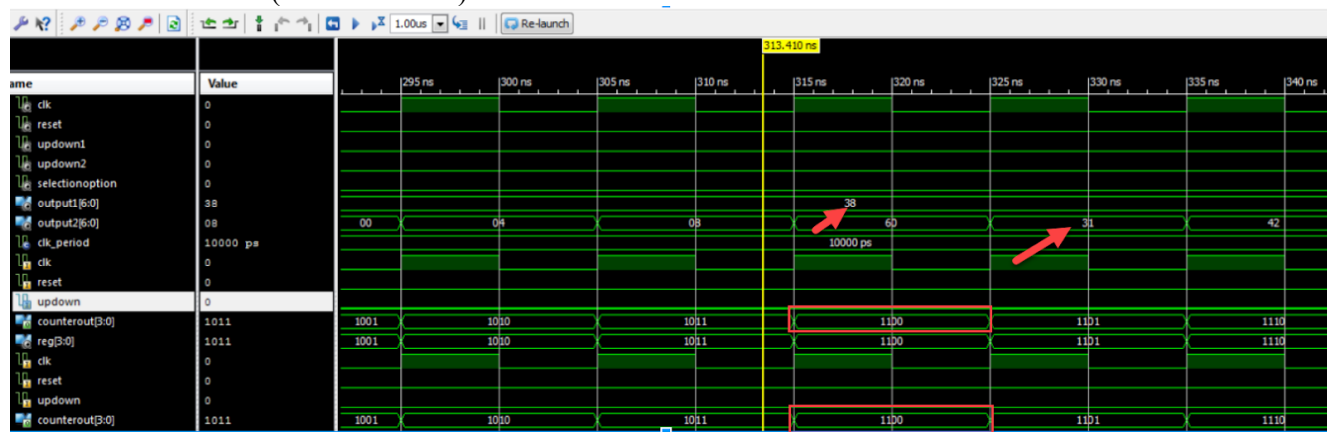 1.00us Re-launch
313.410 ns
ame Value 295 ns 300 ns 305 ns 310 ns 315 ns 320 ns 325 ns 330 ns 335 ns 340 ns
clk 0
reset 0
updown1 0
updown2 0
selectionoption 0
output1[6:0] 38 38
output2[6:0] 08 00 04 08 60 31 42
clk_period 10000 ps 10000 ps
clk 0
reset 0
updown 0
counterout[3:0] 1011 1001 1010 1011 1100 1101 1110
reg[3:0] 1011 1001 1010 1011 1100 1101 1110
clk 0
reset 0
updown 0
counterout[3:0] 1011 1001 1010 1011 1100 1101 1110